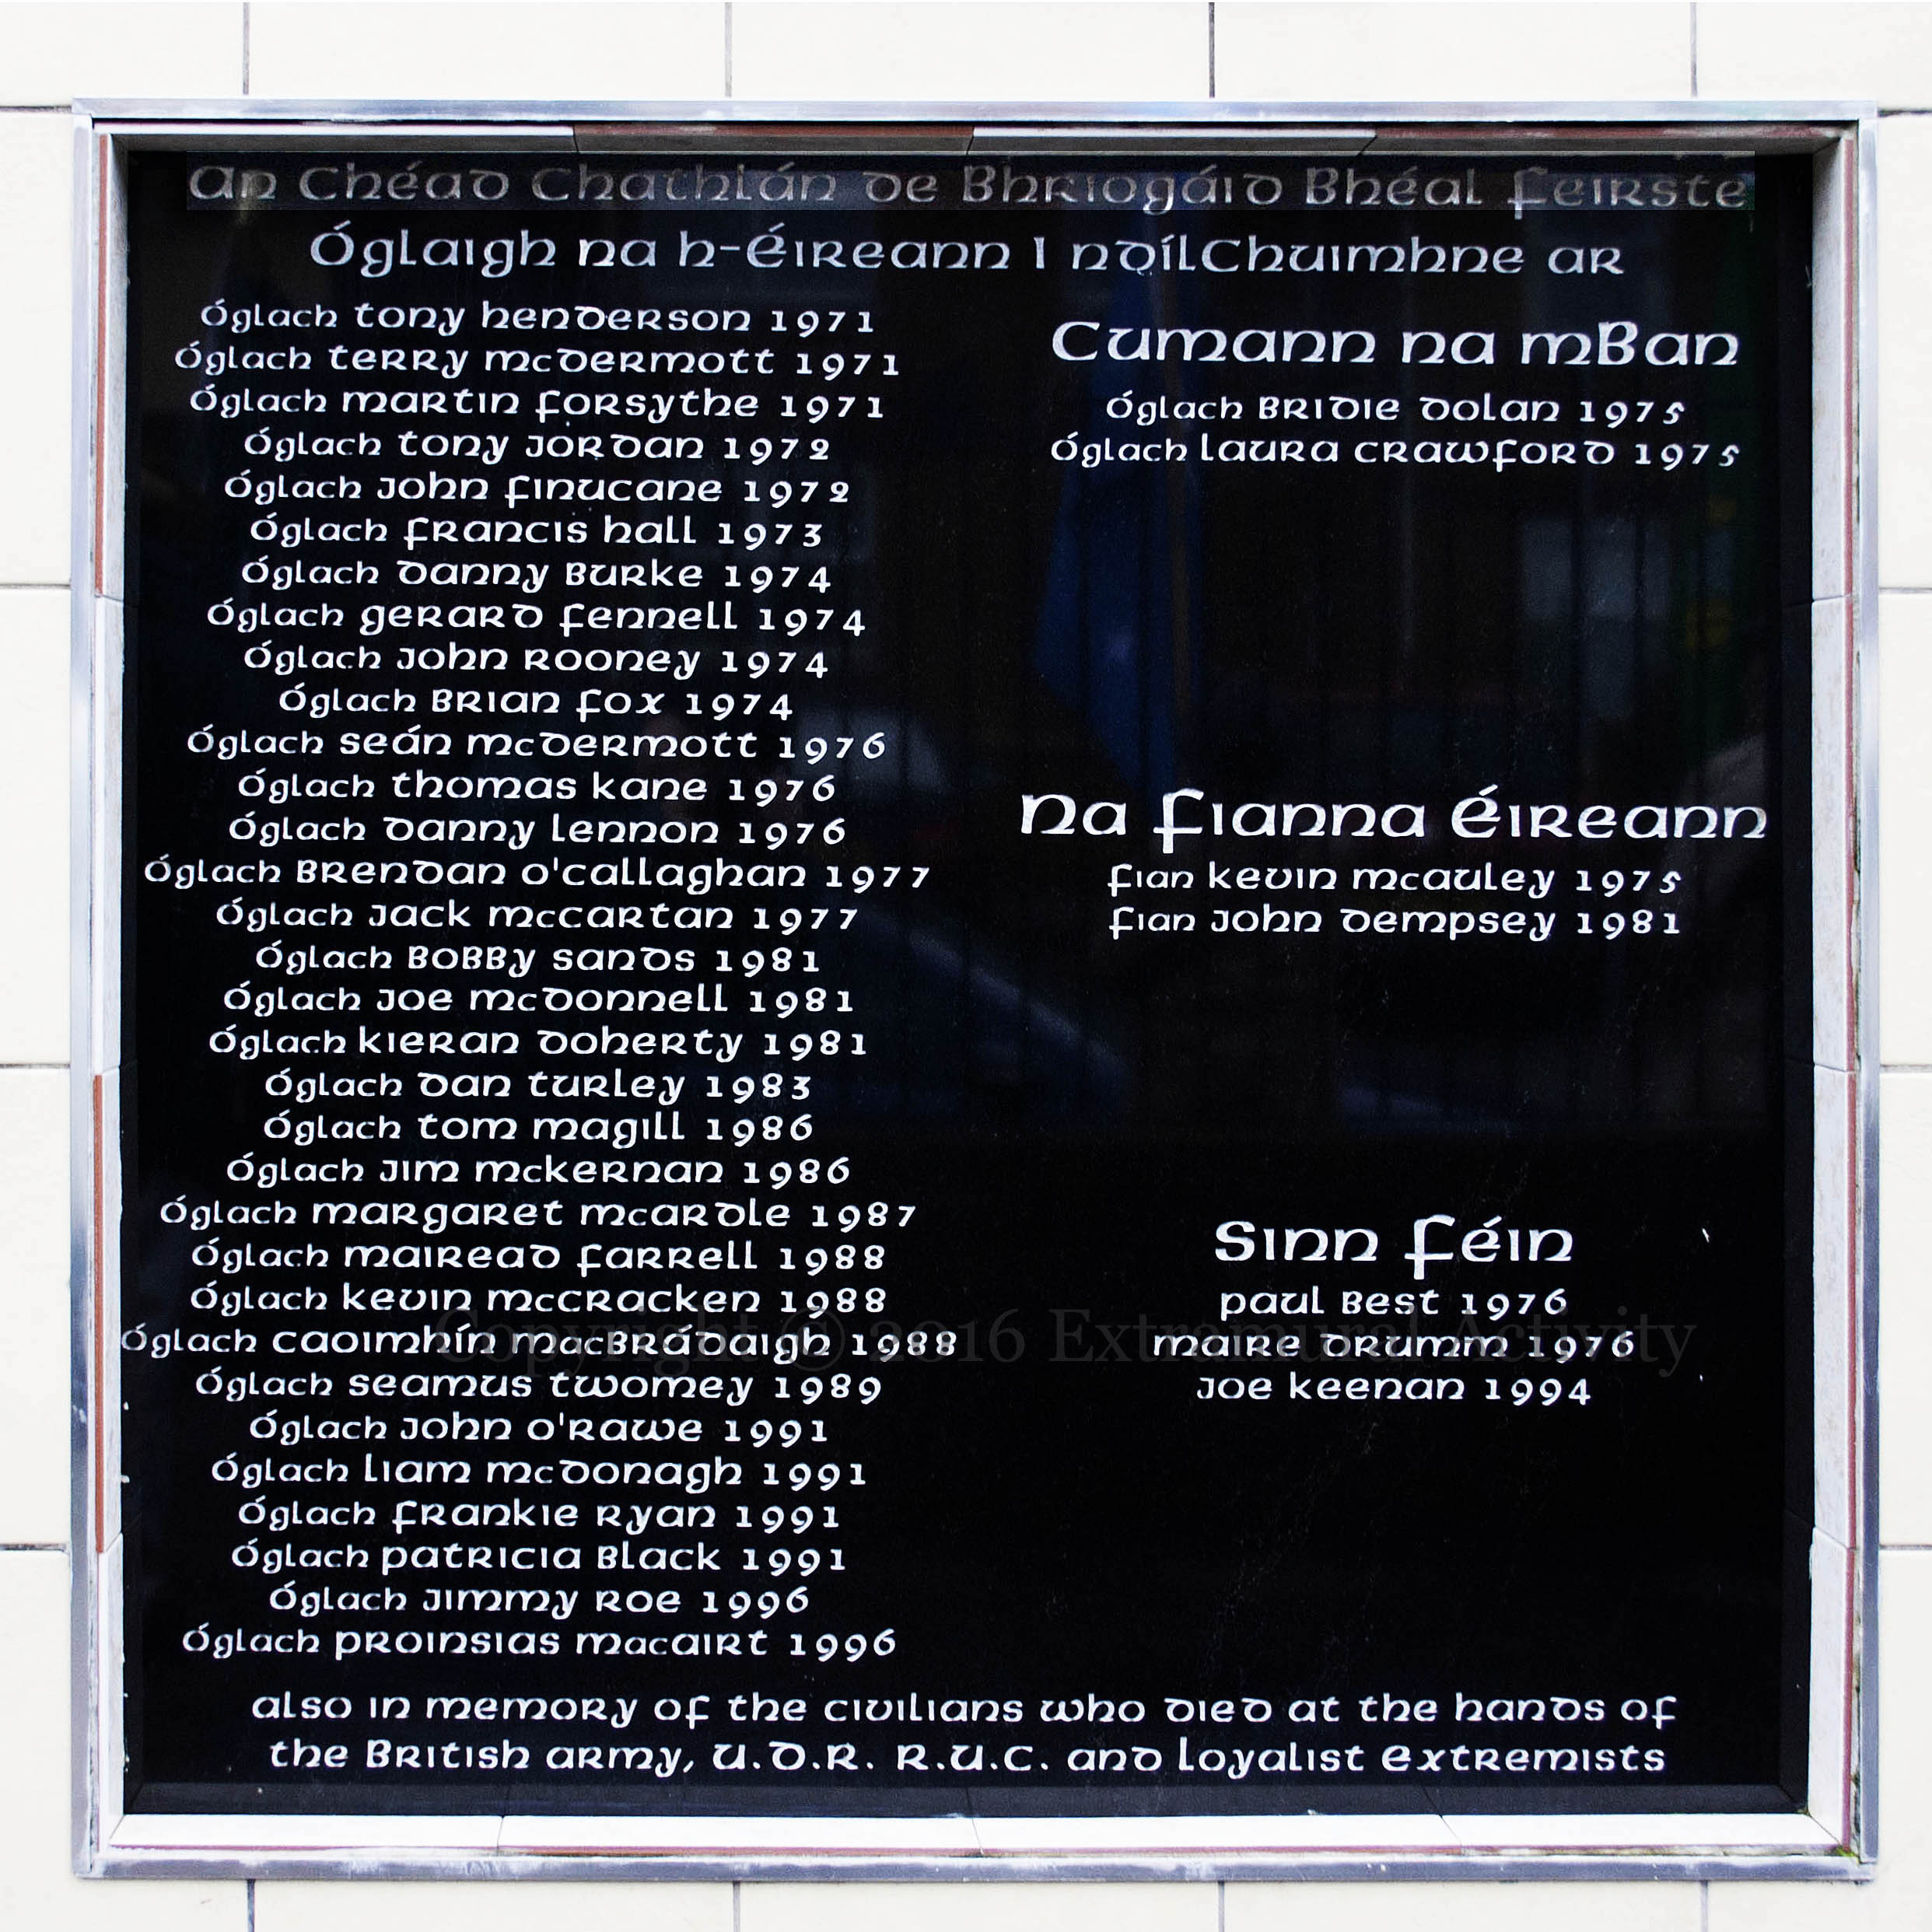 An Chéad Chathlán de Bhriogáid Bhéal Feirste
Óglaigh na h-Éireann I nDílChuimhne ar
Óglach Tony Henderson 1971
Óglach Terry McDermott 1971
Óglach Martin Forsythe 1971
Óglach Tony Jordan 1972
Óglach John Finucane 1972
Óglach Francis Hall 1973
Óglach Danny Burke 1974
Óglach Gerard Fennell 1974
Óglach John Rooney 1974
Óglach Brian Fox 1974
Óglach Seán McDermott 1976
Óglach Thomas Kane 1976
Óglach Danny Lennon 1976
Óglach Brendan O'Callaghan 1977
Óglach Jack McCartan 1977
Óglach Bobby Sands 1981
Óglach Joe McDonnell 1981
Óglach Kieran Doherty 1981
Óglach Dan Turley 1983
Óglach Tom Magill 1986
Óglach Jim McKernan 1986
Óglach Margaret McArdle 1987
Óglach Mairead Farrell 1988
Óglach Kevin McCracken 1988
Óglach Caoimhín MacBrádaigh 1988
Óglach Seamus Twomey 1989
Óglach John O'Rawe 1991
Óglach Liam McDonagh 1991
Óglach Frankie Ryan 1991
Óglach Patricia Black 1991
Óglach Jimmy Roe 1996
Óglach Proinsias MacAirt 1996
Cumann na mBan
Óglach Bridie Dolan 1975
Óglach Laura Crawford 1975
Na Fianna Éireann
Fian Kevin McAuley 1975
Fian John Dempsey 1981
Sinn Féin
Paul Best 1976
Maire Drumm 1976
Joe Keenan 1994
also in memory of the civilians who died at the hands of
the British army, U.D.R. R.U.C. and Loyalist Extremists
Copyright © 2016 Extramural Activity